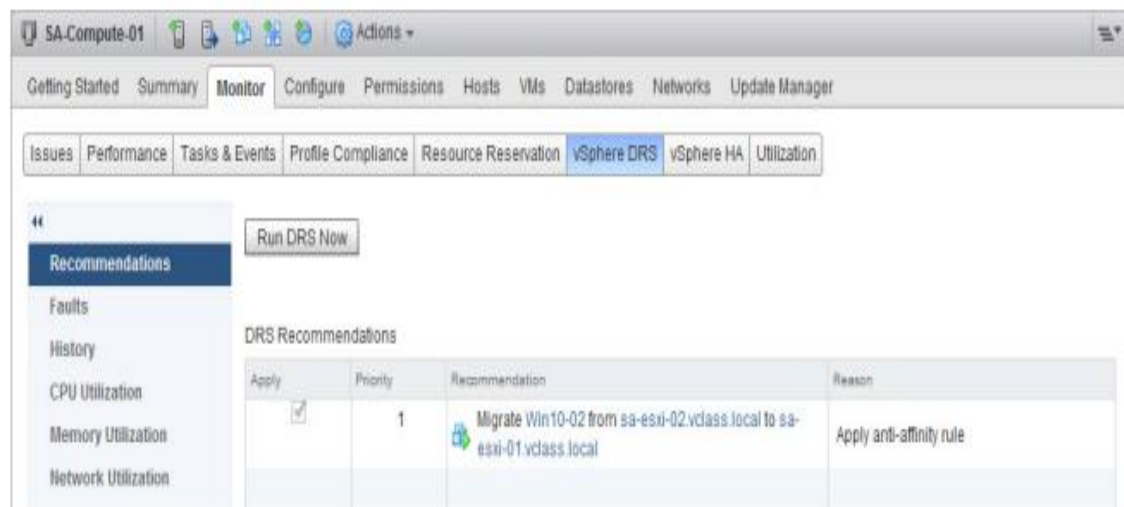 SA-Compute-01 Actions
Getting Started Summary Monitor Configure Permissions Hosts VMs Datastores Networks Update Manager
Issues Performance Tasks & Events Profile Compliance Resource Reservation vSphere DRS vSphere HA Utilization
Run DRS Now
Recommendations
Faults
History
CPU Utilization
Memory Utilization
Network Utilization
DRS Recommendations
Apply Priority Recommendation Reason
1 Migrate Win10-02 from sa-esxi-02.vclass.local to sa-
esxi-01.vclass.local
Apply anti-affinity rule